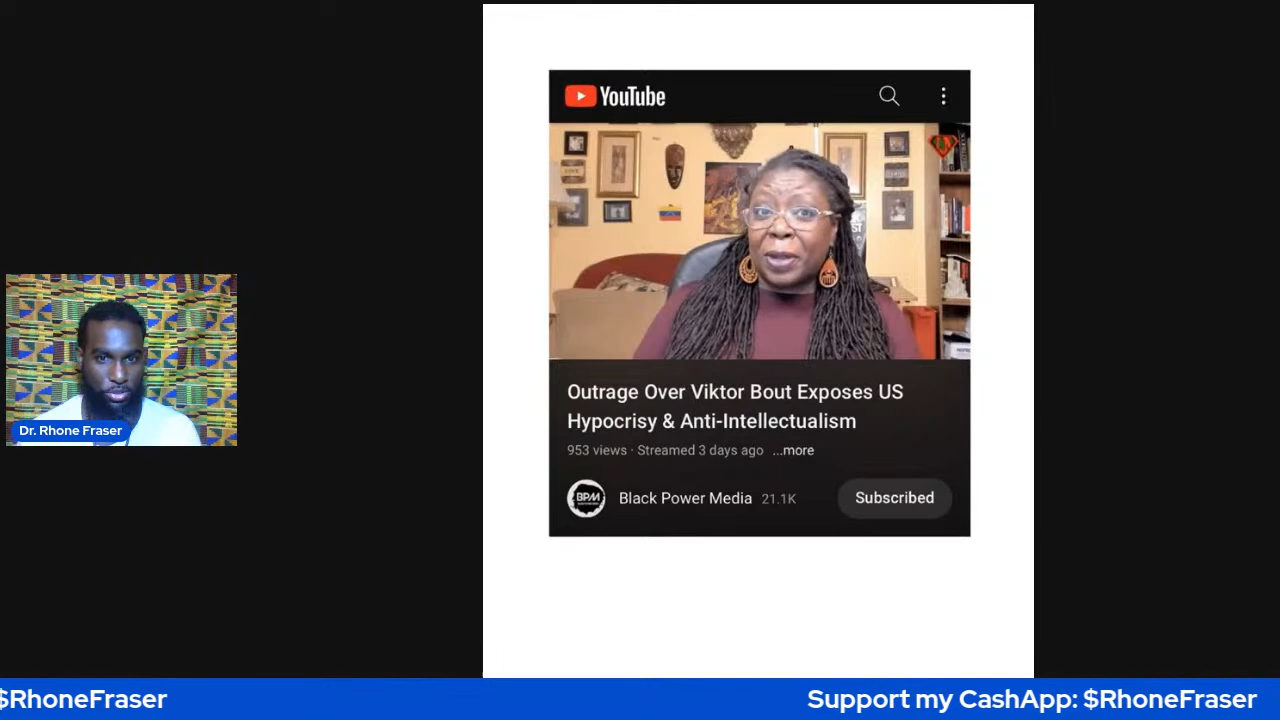 YouTube
Outrage Over Viktor Bout Exposes US
Hypocrisy & Anti-Intellectualism
953 views · Streamed 3 days ago ...more
BPM
Black Power Media 21.1K
Subscribed
Dr. Rhone Fraser
$RhoneFraser
Support my CashApp: $RhoneFraser